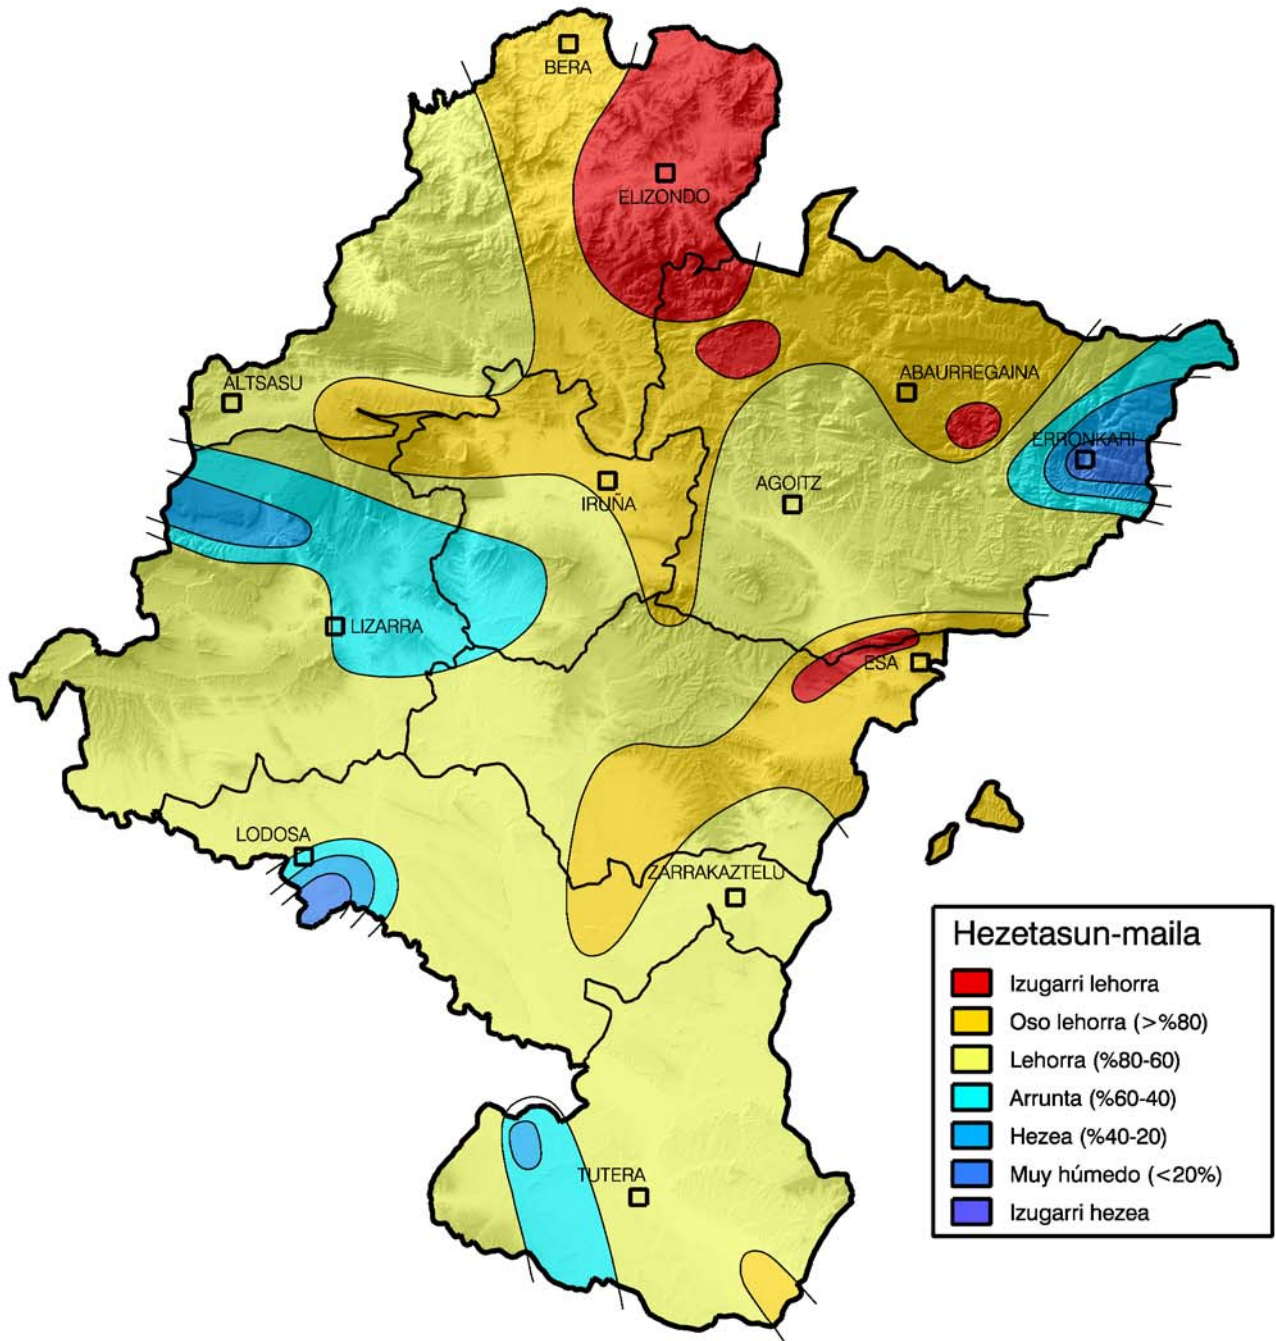 BERA
ELIZONDO
ALTSASU
ABAURREGAINA
ERRONKARI
IRUÑA
AGOITZ
LIZARRA
ESA
LODOSA
ZARRAKAZTELU
TUTERA
Hezetasun-maila
Izugarri lehorra
Oso lehorra (>%80)
Lehorra (%80-60)
Arrunta (%60-40)
Hezea (%40-20)
Muy húmedo (<20%)
Izugarri hezea